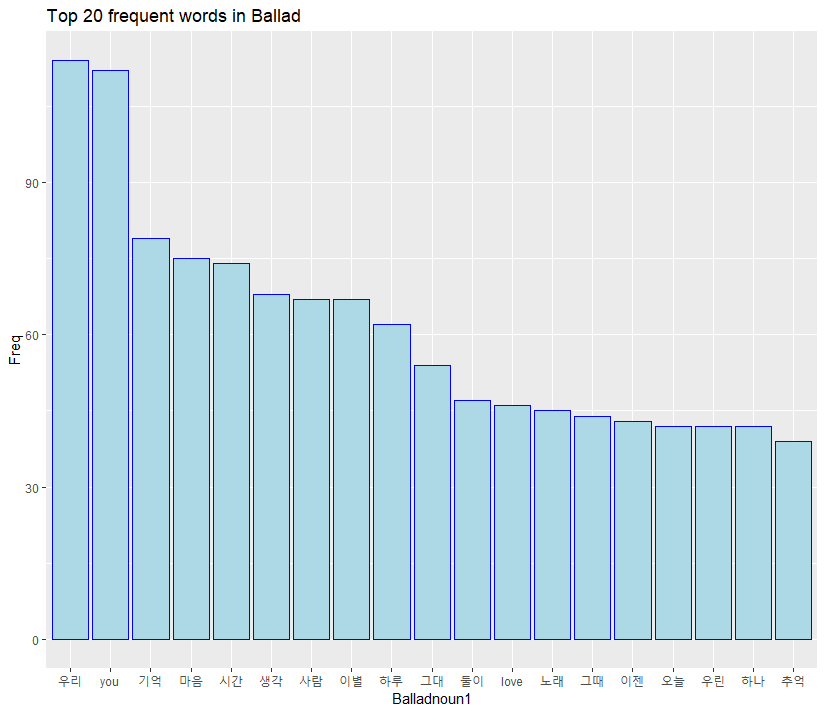 Top 20 frequent words in Ballad
Freq
90
60
30
0
우리 you 기억 마음 시간 생각 사람 이별 하루 그대 둘이 love 노래 그때 이젠 오늘 우린 하나 추억
Balladnoun1